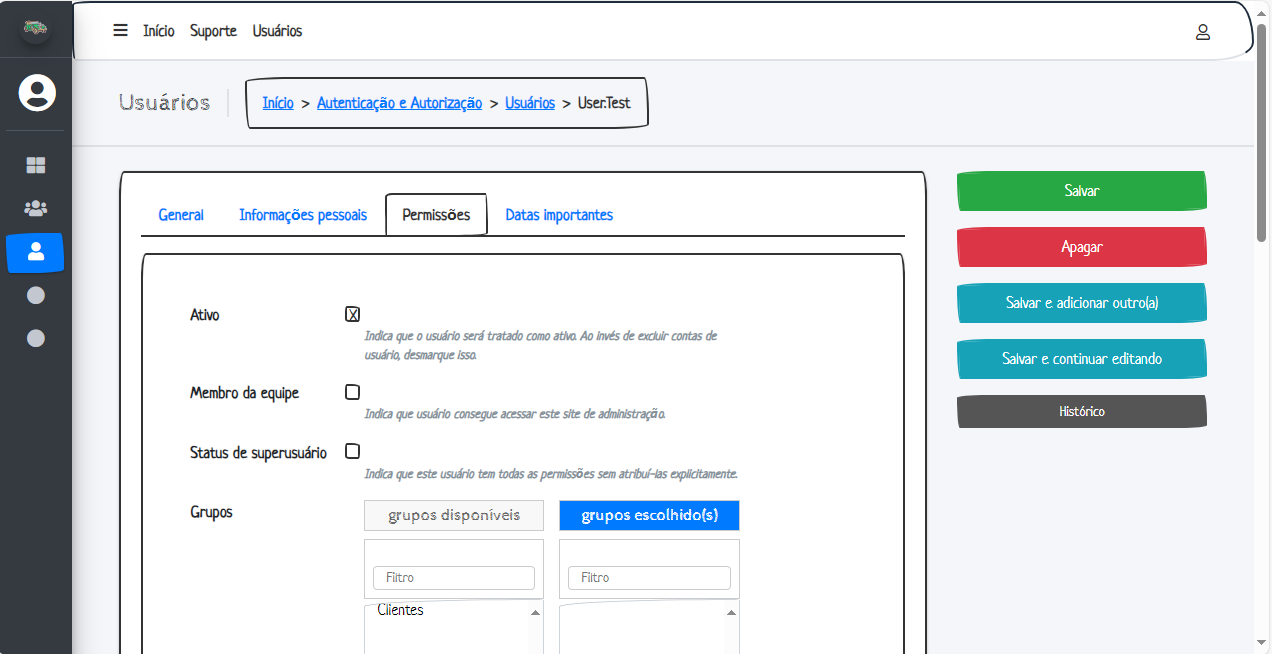 Início Suporte Usuários
Usuários
Início > Autenticação e Autorização > Usuários > User.Test
General Informações pessoais Permissões Datas importantes
Ativo
Indica que o usuário será tratado como ativo. Ao invés de excluir contas de
usuário, desmarque isso.
Membro da equipe
Indica que usuário consegue acessar este site de administração.
Status de superusuário
Indica que este usuário tem todas as permissões sem atribuí-las explicitamente.
Grupos
grupos disponíveis
grupos escolhido(s)
Filtro
Filtro
Clientes
Salvar
Apagar
Salvar e adicionar outro(a)
Salvar e continuar editando
Histórico